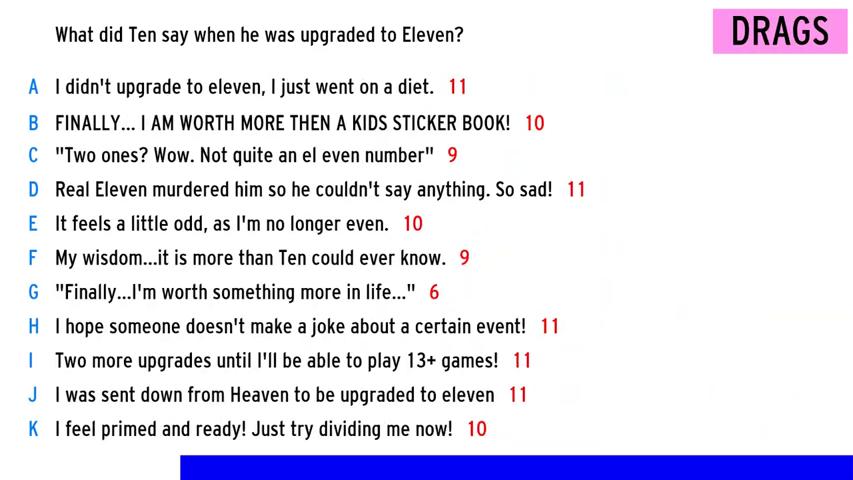 What did Ten say when he was upgraded to Eleven?
DRAGS
A I didn't upgrade to eleven, I just went on a diet. 11
B FINALLY... I AM WORTH MORE THEN A KIDS STICKER BOOK! 10
C "Two ones? Wow. Not quite an el even number" 9
D Real Eleven murdered him so he couldn't say anything. So sad! 11
E It feels a little odd, as I'm no longer even. 10
F My wisdom...it is more than Ten could ever know. 9
G "Finally...I'm worth something more in life..." 6
H I hope someone doesn't make a joke about a certain event! 11
I Two more upgrades until I'll be able to play 13+ games! 11
J I was sent down from Heaven to be upgraded to eleven 11
K I feel primed and ready! Just try dividing me now! 10